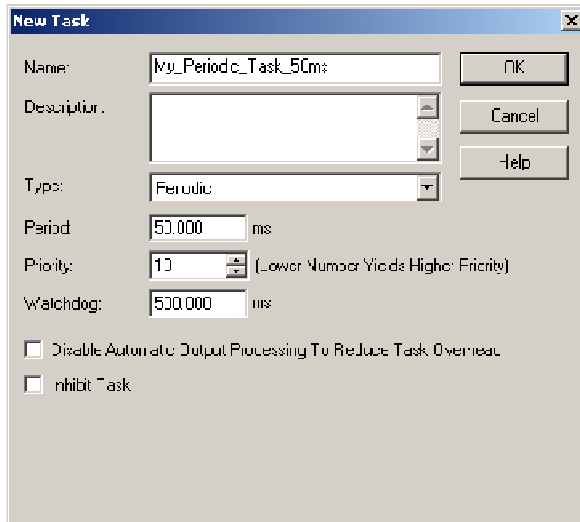 New Task
Name: My_Periodic_Task_50ms
OK
Description:
Cancel
Help
Type: Periodic
Period: 50.000 ms
Priority: 10 (Lower Number Yields Higher Priority)
Watchdog: 500.000 ms
Disable Automatic Output Processing To Reduce Task Overhead
Inhibit Task